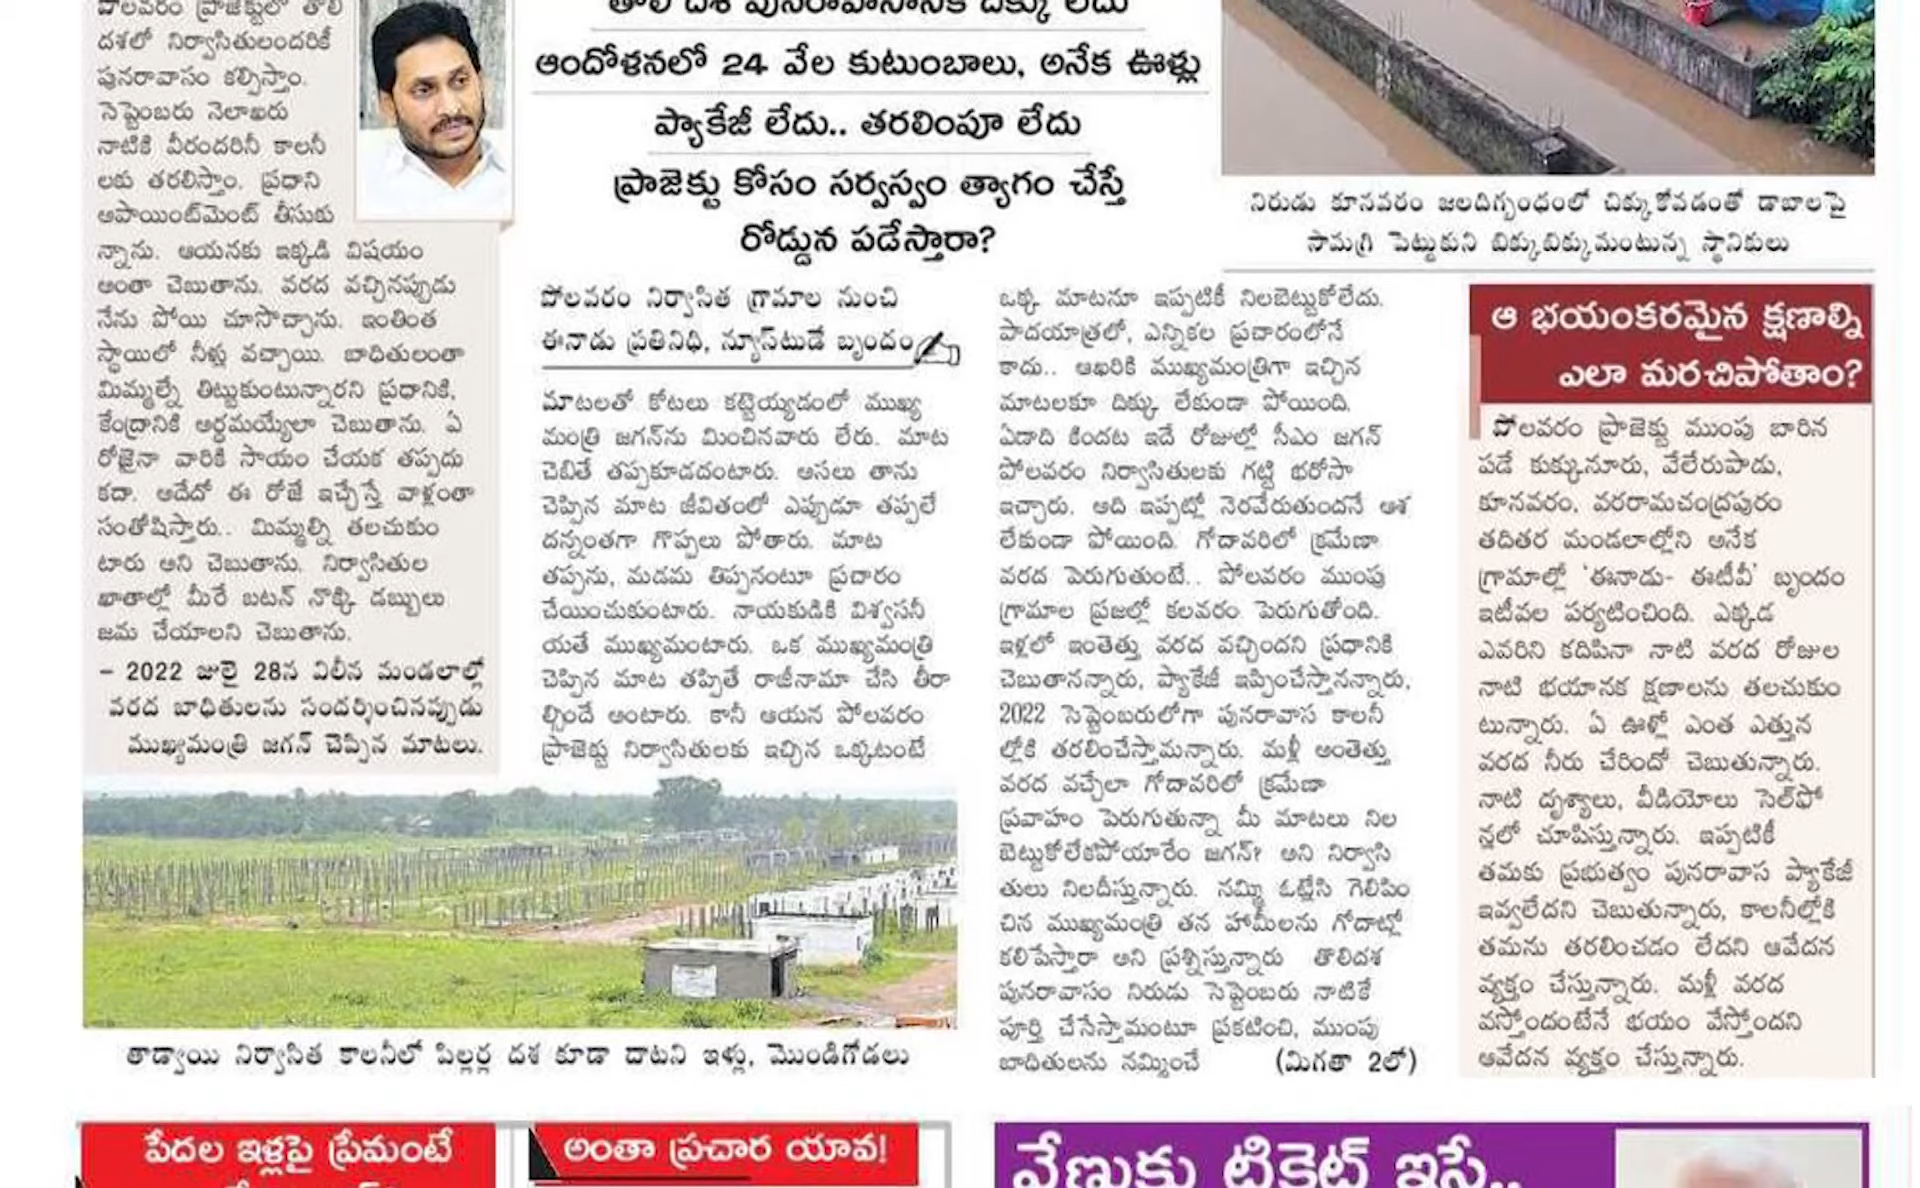 పోలవరం ప్రాజెక్టులో తొలి
దశలో నిర్వాసితులందరికీ
పునరావాసం కల్పిస్తాం.
సెప్టెంబరు నెలాఖరు
నాటికి వీరందరినీ కాలనీ
లకు తరలిస్తాం. ప్రధాని
అపాయింట్‌మెంట్ తీసుకు
న్నాను. ఆయనకు ఇక్కడి విషయం
అంతా చెబుతాను. వరద వచ్చినప్పుడు
నేను పోయి చూసొచ్చాను. ఇంతింత
స్థాయిలో నీళ్లు వచ్చాయి. బాధితులంతా
మిమ్మల్నే తిట్టుకుంటున్నారని ప్రధానికి,
కేంద్రానికి అర్థమయ్యేలా చెబుతాను. ఏ
రోజైనా వారికి సాయం చేయక తప్పదు
కదా. అదేదో ఈ రోజే ఇచ్చేస్తే వాళ్లంతా
సంతోషిస్తారు.. మిమ్మల్ని తలచుకుం
టారు అని చెబుతాను. నిర్వాసితుల
ఖాతాల్లో మీరే బటన్ నొక్కి డబ్బులు
జమ చేయాలని చెబుతాను.
– 2022 జులై 28న విలీన మండలాల్లో
వరద బాధితులను సందర్శించినప్పుడు
ముఖ్యమంత్రి జగన్ చెప్పిన మాటలు.
తొలి దశ పునరావాసానికీ దిక్కు లేదు
ఆందోళనలో 24 వేల కుటుంబాలు, అనేక ఊళ్లు
ప్యాకేజీ లేదు.. తరలింపూ లేదు
ప్రాజెక్టు కోసం సర్వస్వం త్యాగం చేస్తే
రోడ్డున పడేస్తారా?
నిరుడు కూనవరం జలదిగ్బంధంలో చిక్కుకోవడంతో డాబాలపై
సామగ్రి పెట్టుకుని బిక్కుబిక్కుమంటున్న స్థానికులు
పోలవరం నిర్వాసిత గ్రామాల నుంచి
ఈనాడు ప్రతినిధి, న్యూస్‌టుడే బృందం
మాటలతో కోటలు కట్టెయ్యడంలో ముఖ్య
మంత్రి జగన్‌ను మించినవారు లేరు. మాట
చెబితే తప్పకూడదంటారు. అసలు తాను
చెప్పిన మాట జీవితంలో ఎప్పుడూ తప్పలే
దన్నంతగా గొప్పలు పోతారు. మాట
తప్పను, మడమ తిప్పనంటూ ప్రచారం
చేయించుకుంటారు. నాయకుడికి విశ్వసనీ
యతే ముఖ్యమంటారు. ఒక ముఖ్యమంత్రి
చెప్పిన మాట తప్పితే రాజీనామా చేసి తీరా
ల్సిందే అంటారు. కానీ ఆయన పోలవరం
ప్రాజెక్టు నిర్వాసితులకు ఇచ్చిన ఒక్కటంటే
ఒక్క మాటనూ ఇప్పటికీ నిలబెట్టుకోలేదు.
పాదయాత్రలో, ఎన్నికల ప్రచారంలోనే
కాదు.. ఆఖరికి ముఖ్యమంత్రిగా ఇచ్చిన
మాటలకూ దిక్కు లేకుండా పోయింది.
ఏడాది కిందట ఇదే రోజుల్లో సీఎం జగన్
పోలవరం నిర్వాసితులకు గట్టి భరోసా
ఇచ్చారు. అది ఇప్పట్లో నెరవేరుతుందనే ఆశ
లేకుండా పోయింది. గోదావరిలో క్రమేణా
వరద పెరుగుతుంటే.. పోలవరం ముంపు
గ్రామాల ప్రజల్లో కలవరం పెరుగుతోంది.
ఇళ్లలో ఇంతెత్తు వరద వచ్చిందని ప్రధానికి
చెబుతానన్నారు, ప్యాకేజీ ఇప్పించేస్తానన్నారు,
2022 సెప్టెంబరులోగా పునరావాస కాలనీ
ల్లోకి తరలించేస్తామన్నారు. మళ్లీ అంతెత్తు
వరద వచ్చేలా గోదావరిలో క్రమేణా
ప్రవాహం పెరుగుతున్నా మీ మాటలు నిల
బెట్టుకోలేకపోయారేం జగన్? అని నిర్వాసి
తులు నిలదీస్తున్నారు. నమ్మి ఓట్లేసి గెలిపిం
చిన ముఖ్యమంత్రి తన హామీలను గోదాట్లో
కలిపేస్తారా అని ప్రశ్నిస్తున్నారు తొలిదశ
పునరావాసం నిరుడు సెప్టెంబరు నాటికే
పూర్తి చేసేస్తామంటూ ప్రకటించి, ముంపు
బాధితులను నమ్మించే (మిగతా 2లో)
ఆ భయంకరమైన క్షణాల్ని
ఎలా మరచిపోతాం?
పోలవరం ప్రాజెక్టు ముంపు బారిన
పడే కుక్కునూరు, వేలేరుపాడు,
కూనవరం, వరరామచంద్రపురం
తదితర మండలాల్లోని అనేక
గ్రామాల్లో 'ఈనాడు- ఈటీవీ' బృందం
ఇటీవల పర్యటించింది. ఎక్కడ
ఎవరిని కదిపినా నాటి వరద రోజుల
నాటి భయానక క్షణాలను తలచుకుం
టున్నారు. ఏ ఊళ్లో ఎంత ఎత్తున
వరద నీరు చేరిందో చెబుతున్నారు.
నాటి దృశ్యాలు, వీడియోలు సెల్‌ఫో
న్లలో చూపిస్తున్నారు. ఇప్పటికీ
తమకు ప్రభుత్వం పునరావాస ప్యాకేజీ
ఇవ్వలేదని చెబుతున్నారు, కాలనీల్లోకి
తమను తరలించడం లేదని ఆవేదన
వ్యక్తం చేస్తున్నారు. మళ్లీ వరద
వస్తోందంటేనే భయం వేస్తోందని
ఆవేదన వ్యక్తం చేస్తున్నారు.
తాడ్వాయి నిర్వాసిత కాలనీలో పిల్లర్ల దశ కూడా దాటని ఇళ్లు, మొండిగోడలు
పేదల ఇళ్లపై ప్రేమంటే
అంతా ప్రచార యావ!
వేణుకు టికెట్ ఇస్తే..